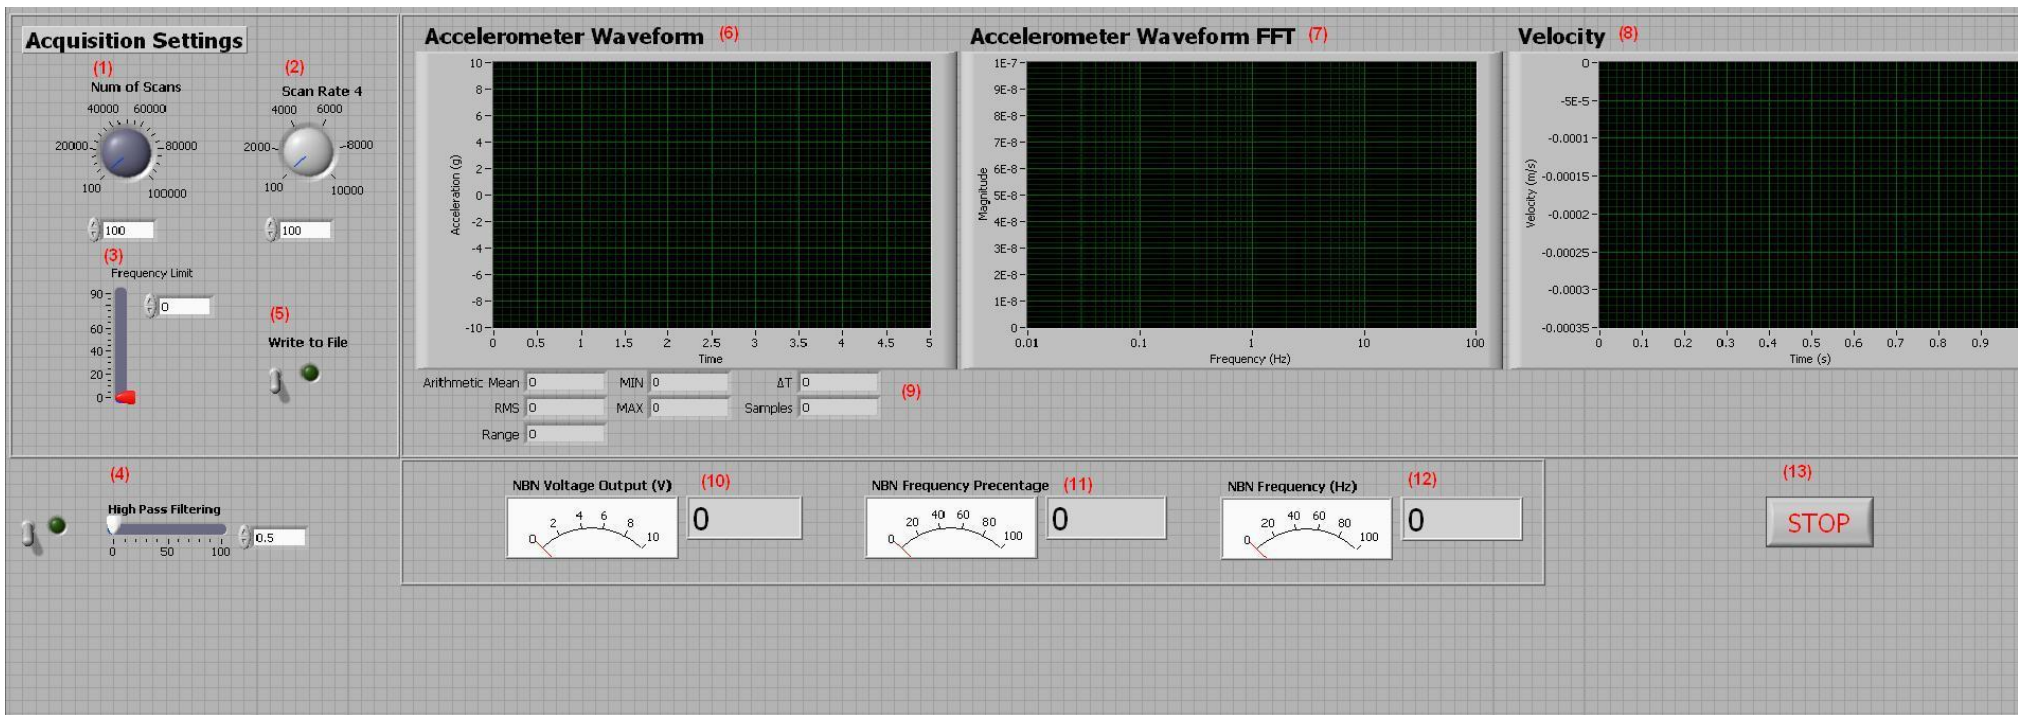 Acquisition Settings
(1)
Num of Scans
40000 60000
20000 80000
100 100000
100
(2)
Scan Rate 4
4000 6000
2000 8000
100 10000
100
(3)
Frequency Limit
90
60
40
20
0
0
(5)
Write to File
(4)
High Pass Filtering
0 50 100
0.5
Accelerometer Waveform (6)
10
8
6
4
2
0
-2
-4
-6
-8
-10
Acceleration (g)
0 0.5 1 1.5 2 2.5 3 3.5 4 4.5 5
Time
Accelerometer Waveform FFT (7)
1E-7
9E-8
8E-8
7E-8
6E-8
5E-8
4E-8
3E-8
2E-8
1E-8
0
Magnitude
0.01 0.1 1 10 100
Frequency (Hz)
Velocity (8)
0
-5E-5
-0.0001
-0.00015
-0.0002
-0.00025
-0.0003
-0.00035
Velocity (m/s)
0 0.1 0.2 0.3 0.4 0.5 0.6 0.7 0.8 0.9
Time (s)
Arithmetic Mean 0 MIN 0 ΔT 0 (9)
RMS 0 MAX 0 Samples 0
Range 0
NBN Voltage Output (V) (10)
0 2 4 6 8 10
0
NBN Frequency Precentage (11)
0 20 40 60 80 100
0
NBN Frequency (Hz) (12)
0 20 40 60 80 100
0
(13)
STOP